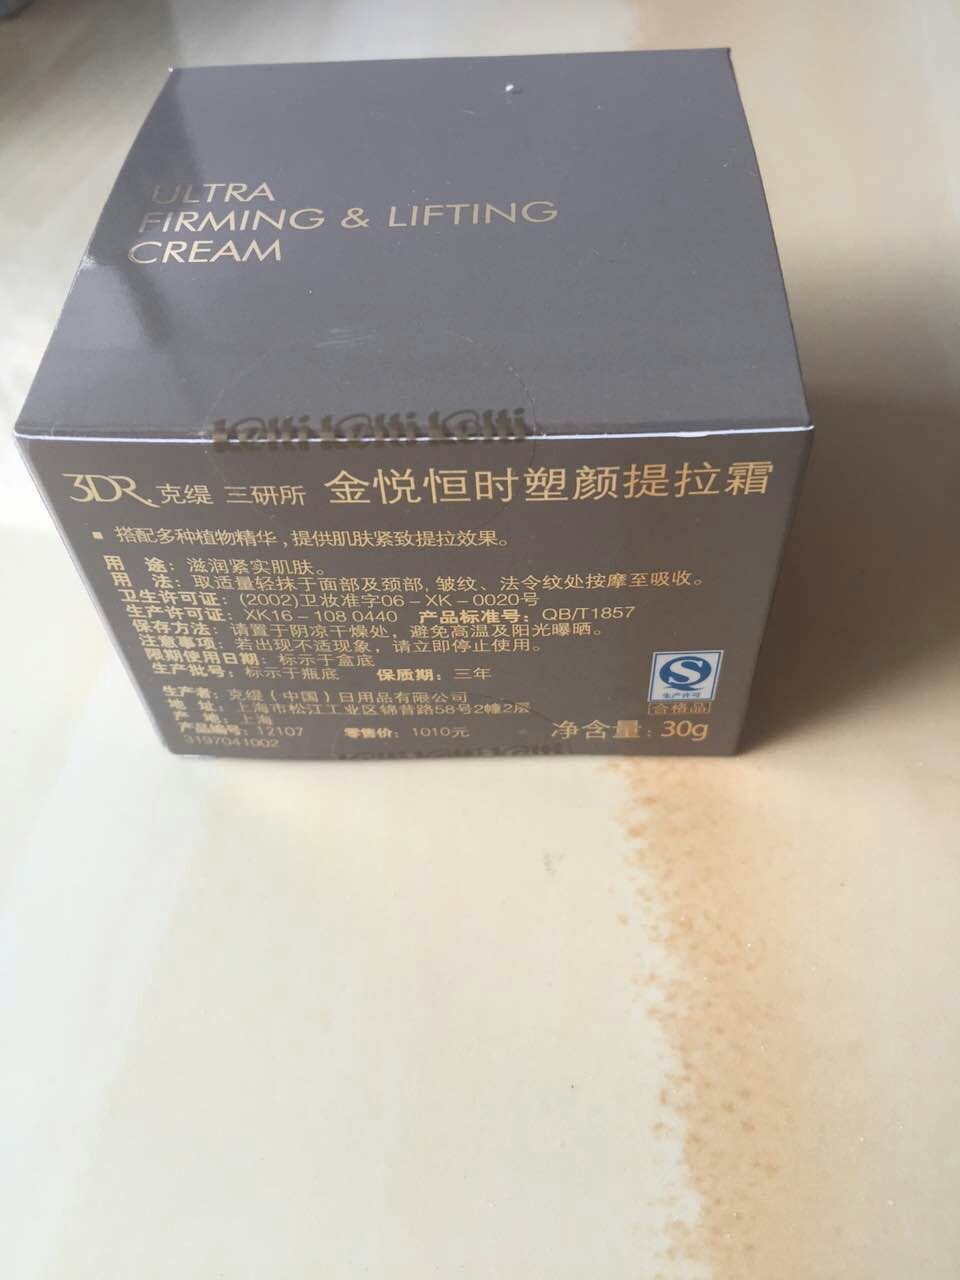 ULTRA
FIRMING & LIFTING
CREAM
kelti kelti kelti
3DR 克缇 三研所 金悦恒时塑颜提拉霜
▪ 搭配多种植物精华，提供肌肤紧致提拉效果。
用　途：滋润紧实肌肤。
用　法：取适量轻抹于面部及颈部，皱纹、法令纹处按摩至吸收。
卫生许可证：(2002)卫妆准字06－XK－0020号
生产许可证：XK16－108 0440 产品标准号：QB/T1857
保存方法：请置于阴凉干燥处，避免高温及阳光曝晒。
注意事项：若出现不适现象，请立即停止使用。
限期使用日期：标示于盒底
生产批号：标示于瓶底 保质期：三年
生产者：克缇（中国）日用品有限公司
地　址：上海市松江工业区锦昔路58号2幢2层
产　地：上海
产品编号：12107 零售价：1010元 净含量：30g
3197041002
生产许可
合格品